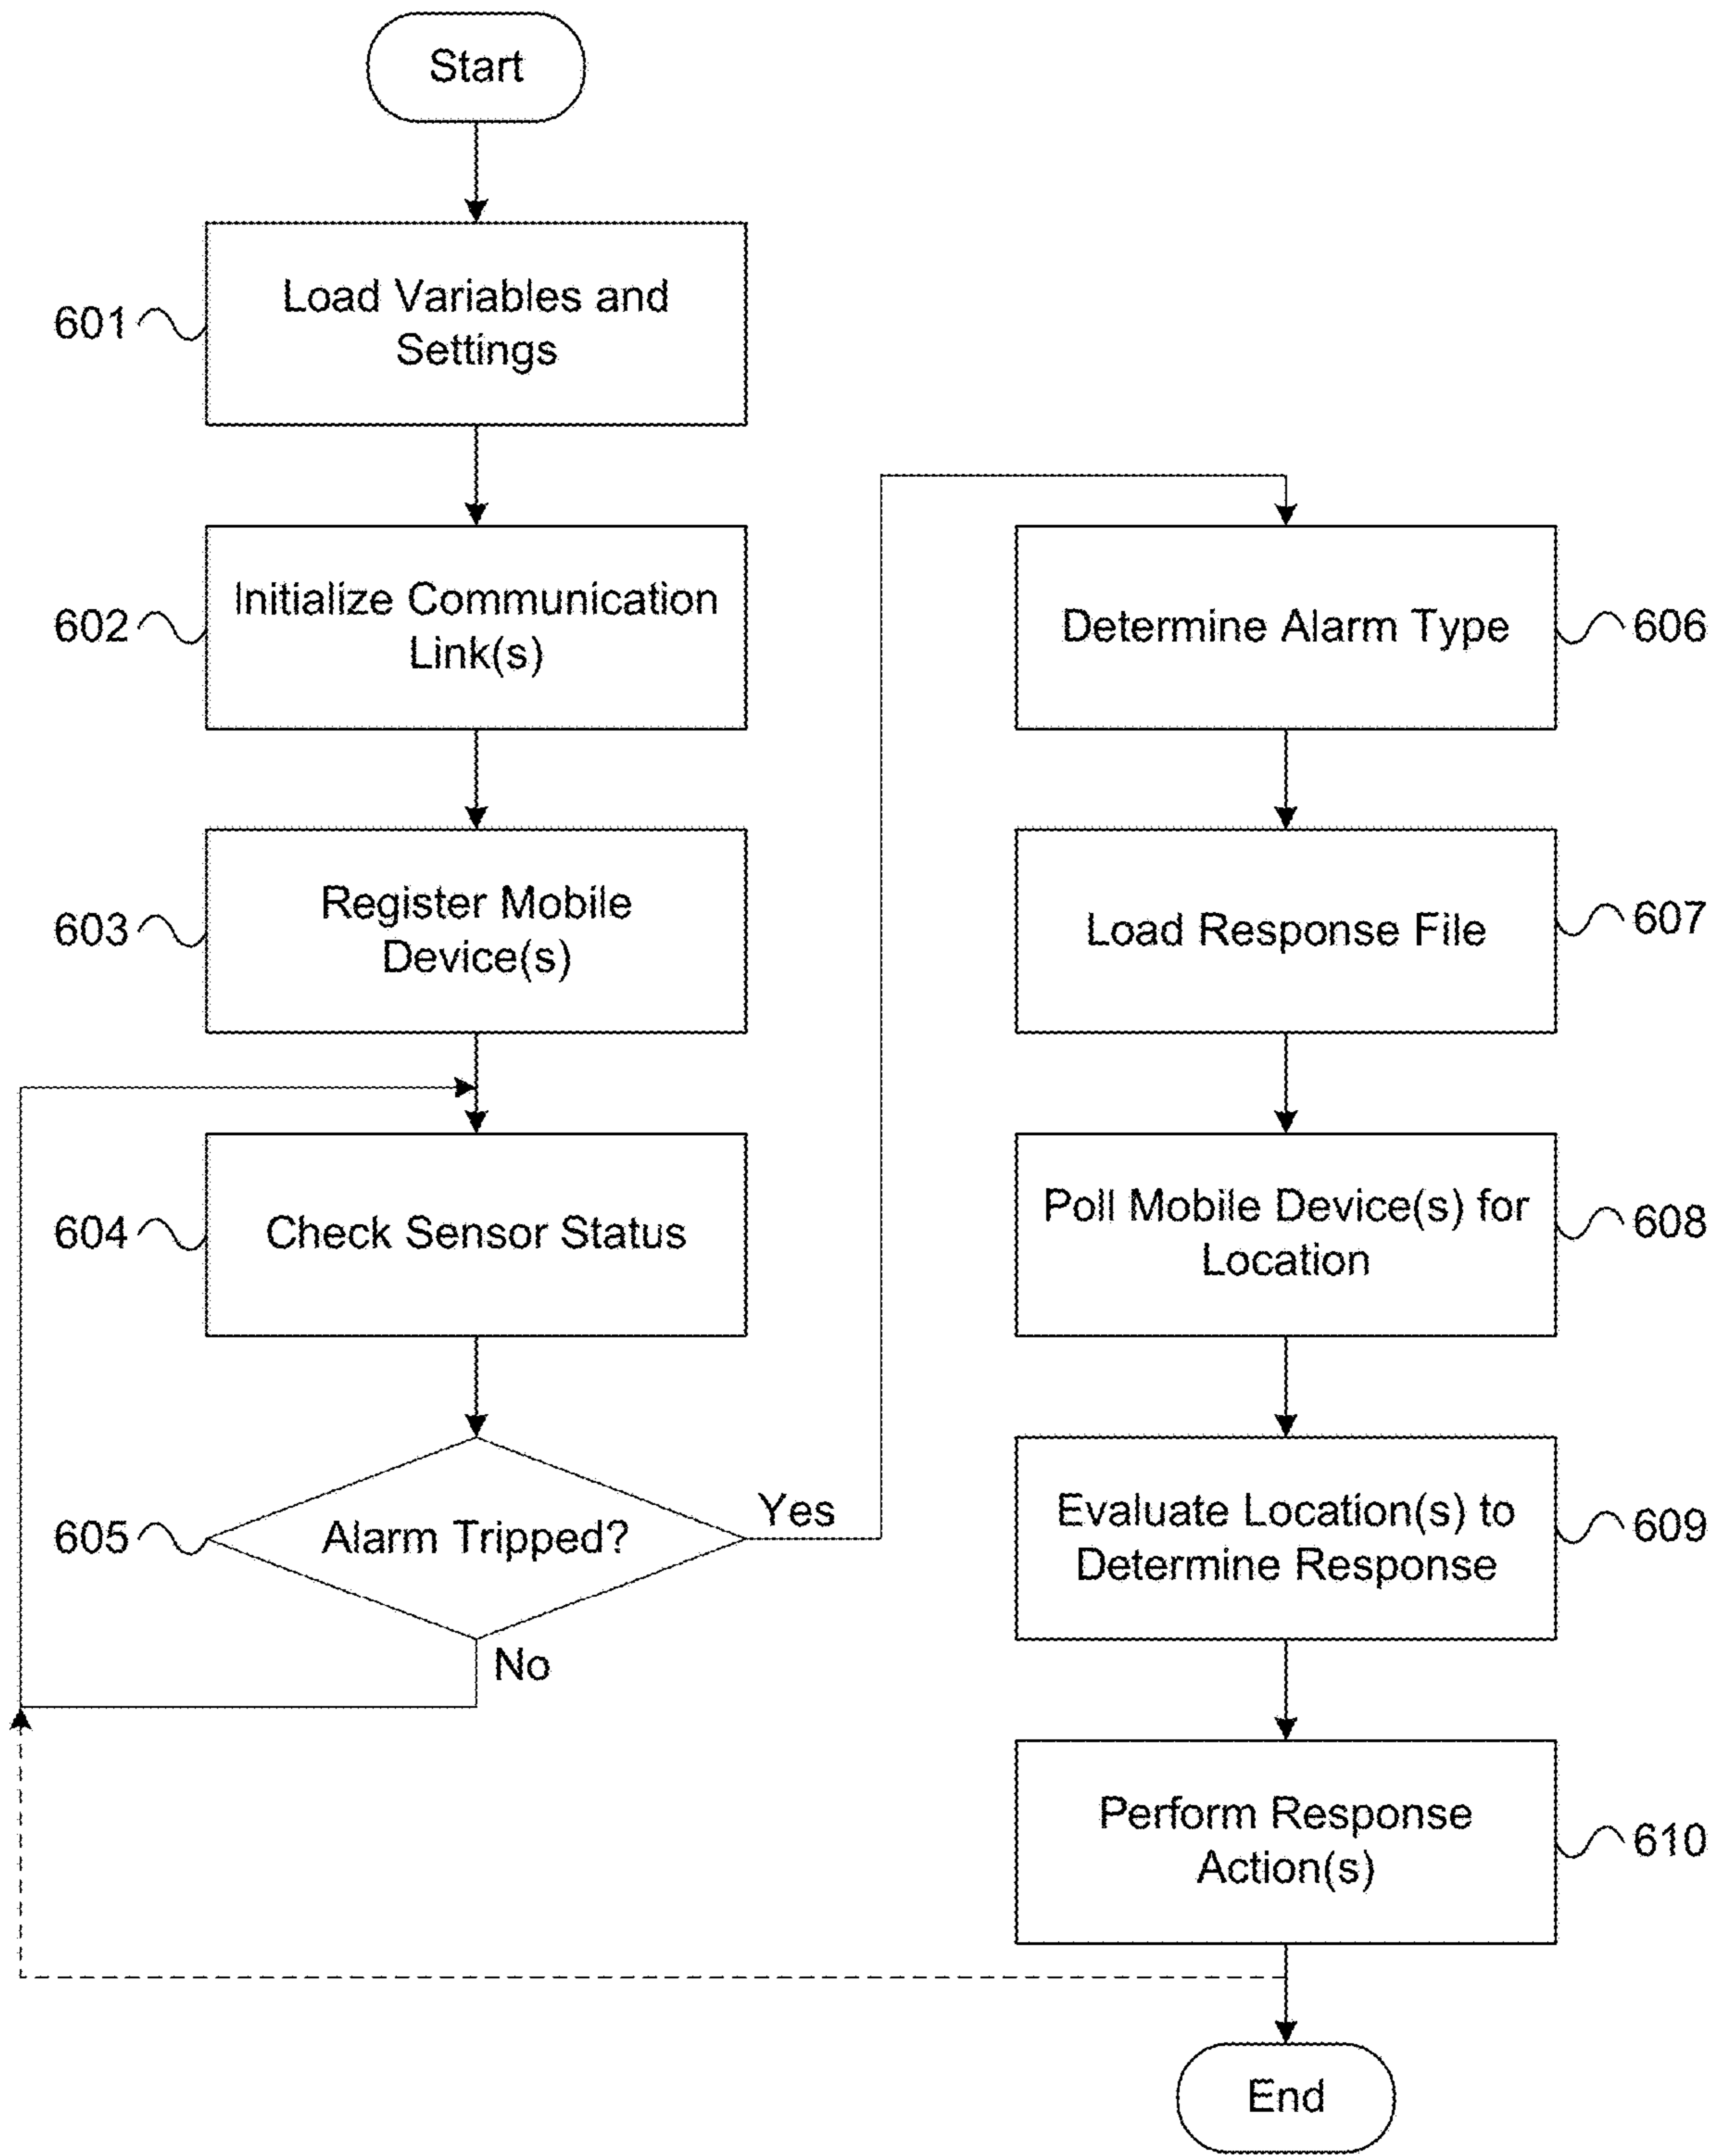 Start
601
Load Variables and
Settings
602
Initialize Communication
Link(s)
603
Register Mobile
Device(s)
604
Check Sensor Status
605
Alarm Tripped?
Yes
No
Determine Alarm Type
606
Load Response File
607
Poll Mobile Device(s) for
Location
608
Evaluate Location(s) to
Determine Response
609
Perform Response
Action(s)
610
End